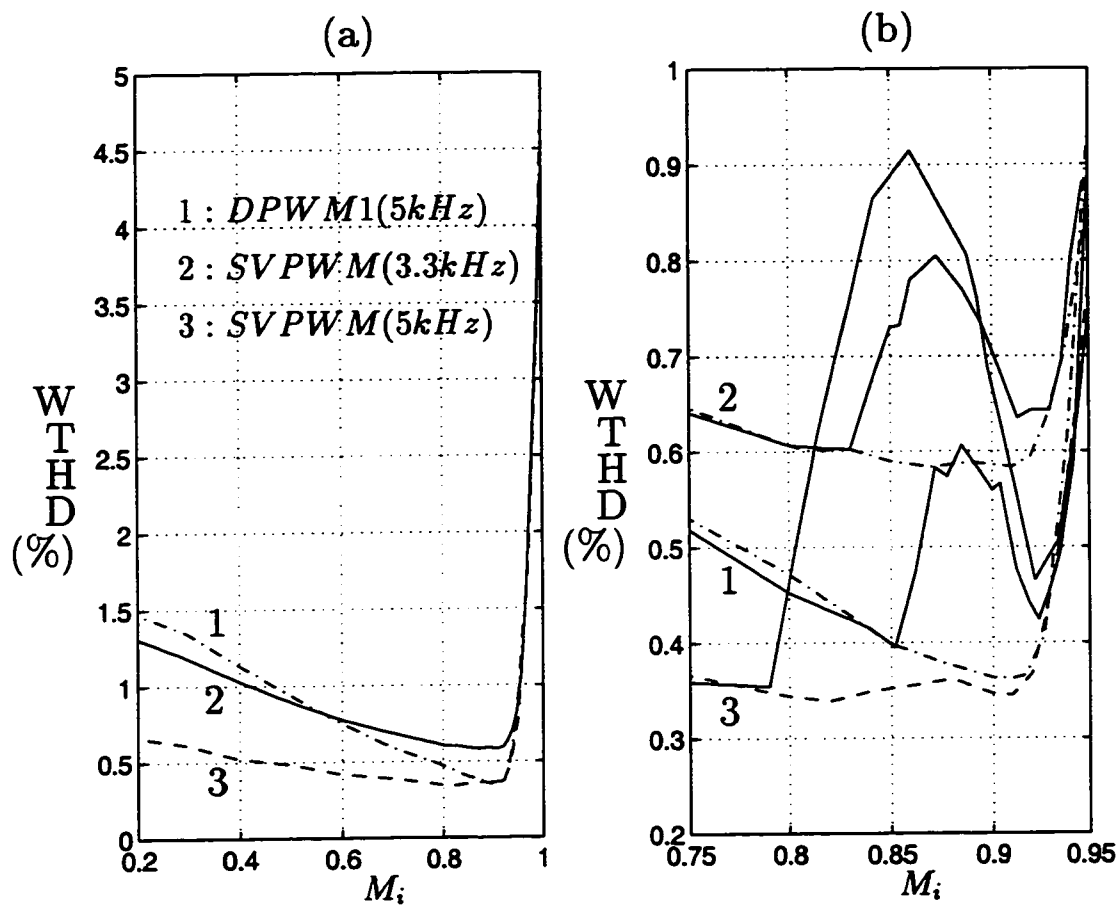 (a)
5
4.5
4
3.5
3
2.5
2
1.5
1
0.5
0
1 : DPWM1(5kHz)
2 : SVPWM(3.3kHz)
3 : SVPWM(5kHz)
W
T
H
D
(%)
1
2
3
0.2 0.4 0.6 0.8 1
M_i
(b)
1
0.9
0.8
0.7
0.6
0.5
0.4
0.3
0.2
W
T
H
D
(%)
2
1
3
0.75 0.8 0.85 0.9 0.95
M_i